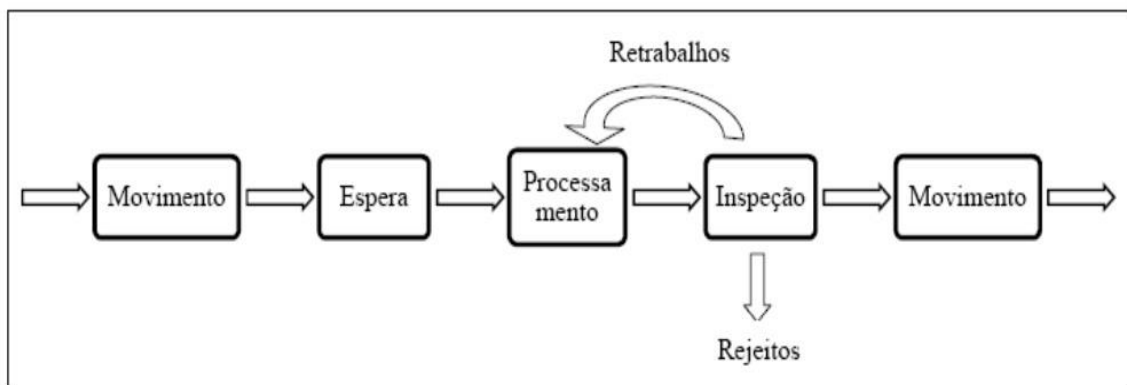 Retrabalhos
Movimento
Espera
Processa
mento
Inspeção
Movimento
Rejeitos